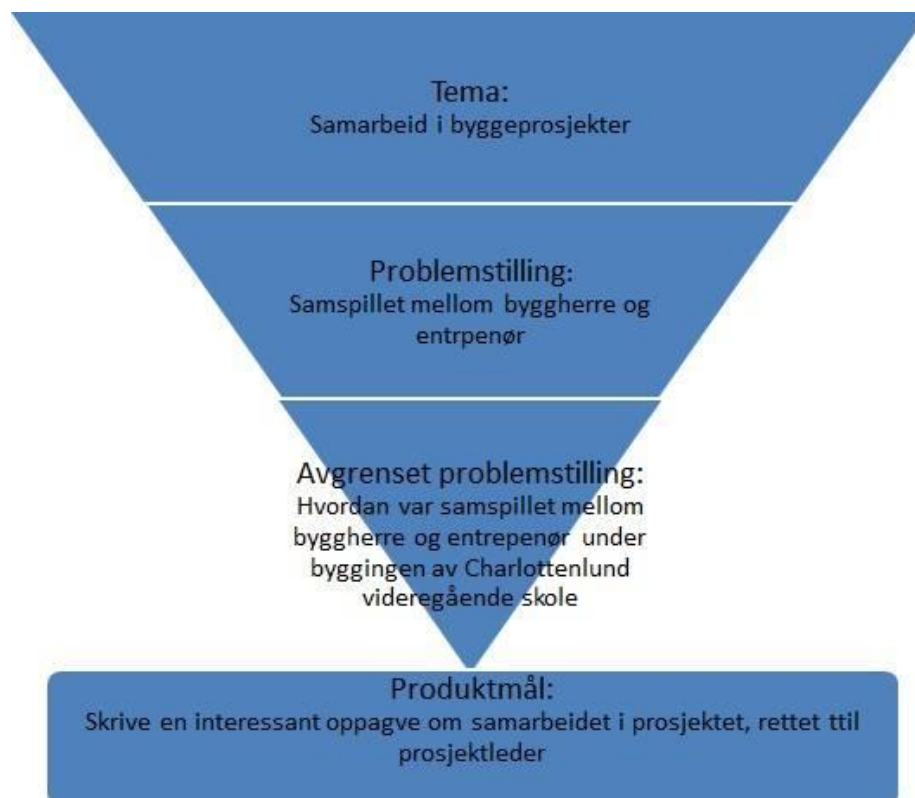 Tema:
Samarbeid i byggeprosjekter
Problemstilling:
Samspillet mellom byggherre og
entrpenør
Avgrenset problemstilling:
Hvordan var samspillet mellom
byggherre og entrepenør under
byggingen av Charlottenlund
videregående skole
Produktmål:
Skrive en interessant oppagve om samarbeidet i prosjektet, rettet ttil
prosjektleder